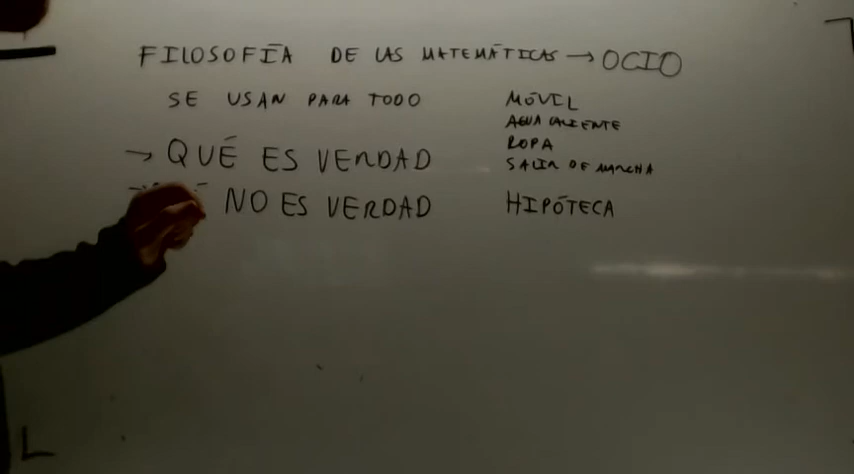 FILOSOFÍA DE LAS MATEMÁTICAS → OCIO
SE USAN PARA TODO
→ QUÉ ES VERDAD
NO ES VERDAD
MÓVIL
AGUA CALIENTE
ROPA
SALIR DE MARCHA
HIPÓTECA